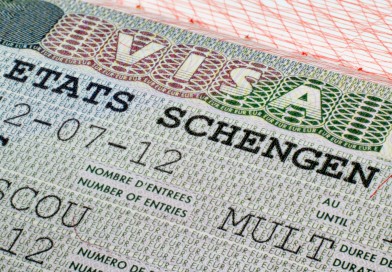 VISA
ETATS SCHENGEN
2-07-12
AU
UNTIL
NOMBRE D'ENTREES
NUMBER OF ENTRIES
MULT
DUREE DE
DURA
SCOU
12
NUMERO DE